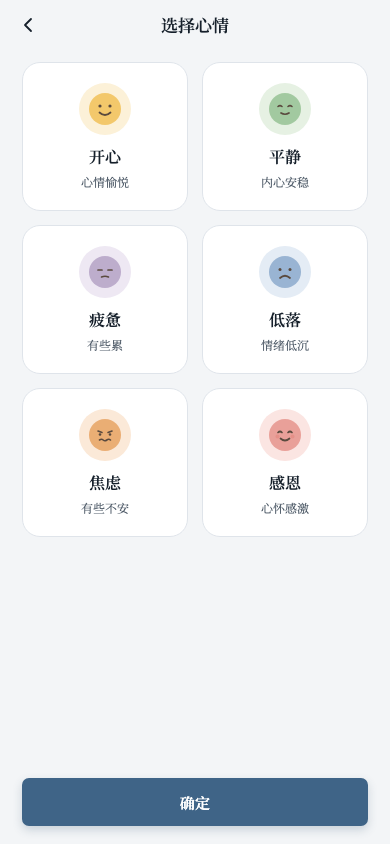 选择心情
开心
心情愉悦
平静
内心安稳
疲惫
有些累
低落
情绪低沉
焦虑
有些不安
感恩
心怀感激
确定